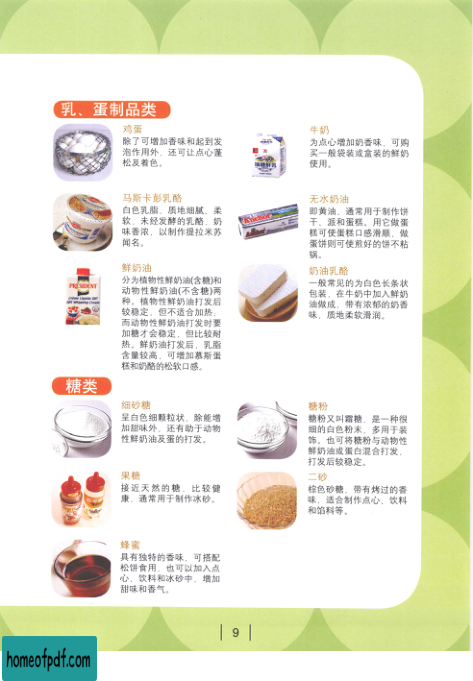 乳、蛋制品类
鸡蛋
除了可增加香味和起到发
泡作用外，还可让点心蓬
松及着色。
牛奶
为点心增加奶香味，可购
买一般袋装或盒装的鲜奶
使用。
马斯卡彭乳酪
白色乳脂，质地细腻、柔
软，未经发酵的乳酪，奶
味香浓，以制作提拉米苏
闻名。
无水奶油
即黄油，通常用于制作饼
干、派和蛋糕。用它做蛋
糕可使蛋糕口感滑顺，做
蛋饼则可使煎好的饼不粘
锅。
鲜奶油
分为植物性鲜奶油(含糖)和
动物性鲜奶油(不含糖)两
种。植物性鲜奶油打发后
较稳定，但不适合加热，
而动物性鲜奶油打发时要
加糖才会稳定，但比较耐
热。鲜奶油打发后，乳脂
含量较高，可增加慕斯蛋
糕和奶酪的松软口感。
PRESIDENT
奶油乳酪
一般常见的为白色长条状
包装，在牛奶中加入鲜奶
油做成，带有浓郁的奶香
味，质地柔软滑润。
糖类
细砂糖
呈白色细颗粒状，除能增
加甜味外，还有助于动物
性鲜奶油及蛋的打发。
糖粉
糖粉又叫霜糖，是一种很
细的白色粉末，多用于装
饰。也可将糖粉与动物性
鲜奶油或蛋白混合打发，
打发后较稳定。
果糖
接近天然的糖，比较健
康，通常用于制作冰砂。
二砂
棕色砂糖，带有烤过的香
味，适合制作点心、饮料
和馅料等。
蜂蜜
具有独特的香味，可搭配
松饼食用，也可以加入点
心、饮料和冰砂中，增加
甜味和香气。
9
homeofpdf.com